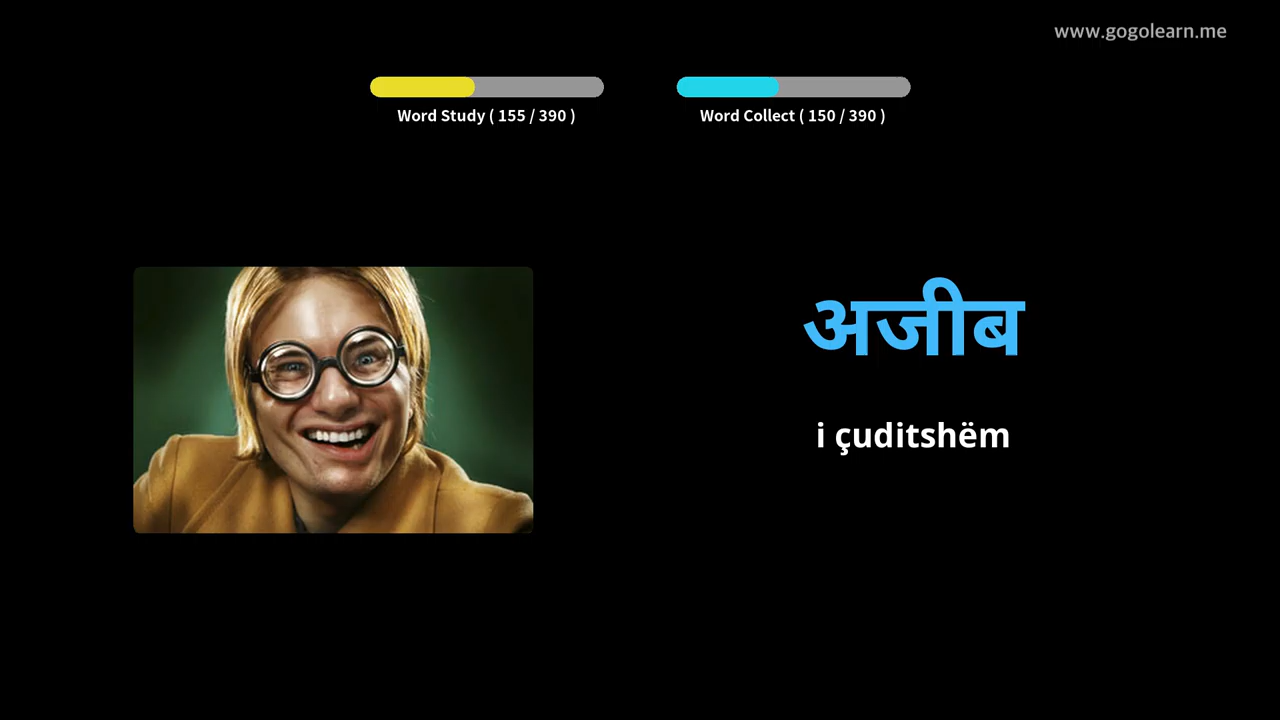 www.gogolearn.me
Word Study ( 155 / 390 )
Word Collect ( 150 / 390 )
अजीब
i çuditshëm